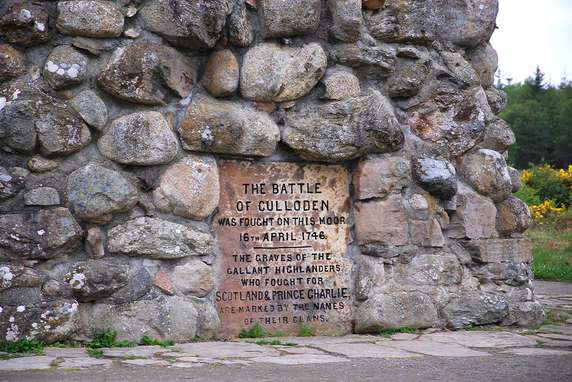 THE BATTLE
OF CULLODEN
WAS FOUGHT ON THIS MOOR
16TH APRIL 1746.
THE GRAVES OF THE
GALLANT HIGHLANDERS
WHO FOUGHT FOR
SCOTLAND & PRINCE CHARLIE,
ARE MARKED BY THE NAMES
OF THEIR CLANS.